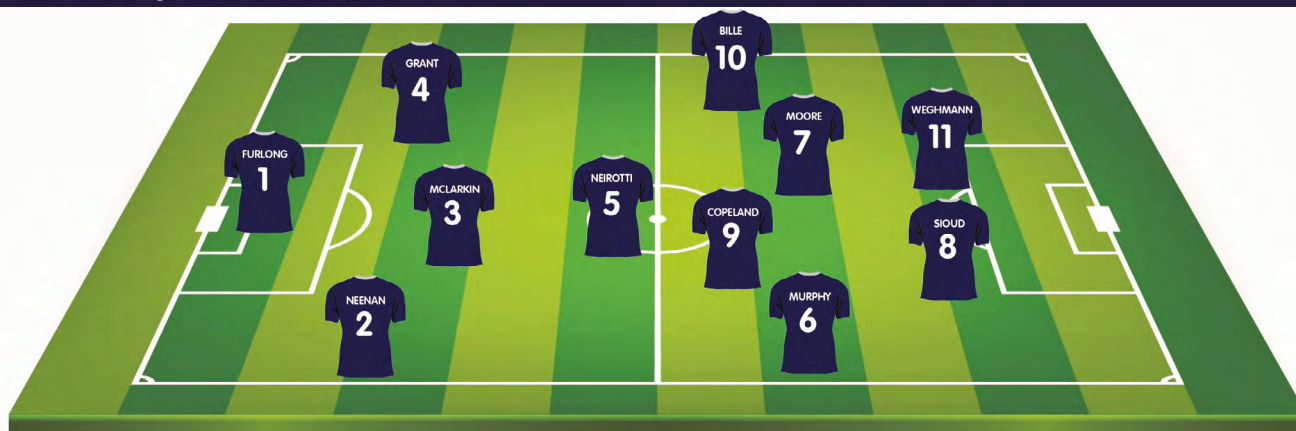 BILLE
10
GRANT
4
WEGHMANN
11
MOORE
7
FURLONG
1
NEIROTTI
5
MCLARKIN
3
COPELAND
9
SIOUD
8
NEENAN
2
MURPHY
6